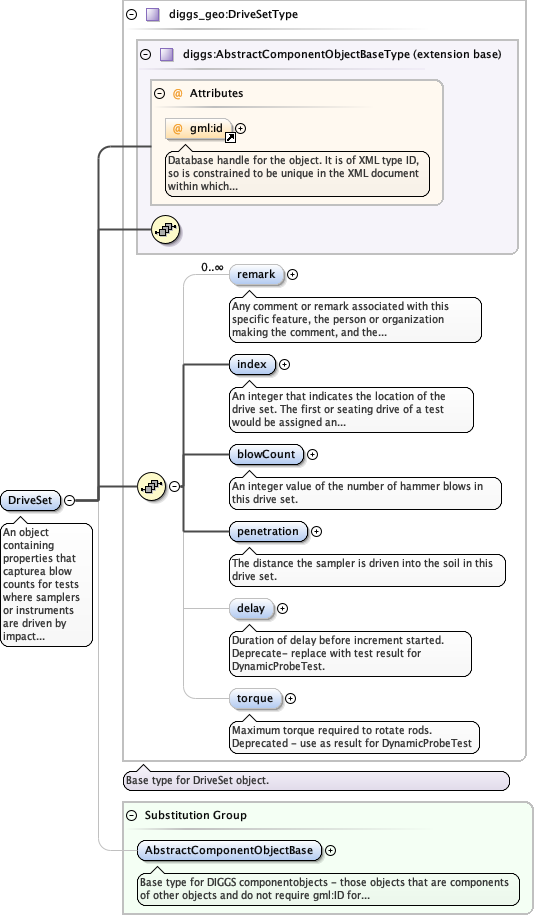 diggs_geo:DriveSetType
diggs:AbstractComponentObjectBaseType (extension base)
@ Attributes
@ gml:id
Database handle for the object. It is of XML type ID,
so is constrained to be unique in the XML document
within which...
0..∞
remark
Any comment or remark associated with this
specific feature, the person or organization
making the comment, and the...
index
An integer that indicates the location of the
drive set. The first or seating drive of a test
would be assigned an...
blowCount
An integer value of the number of hammer blows in
this drive set.
DriveSet
An object
containing
properties that
capturea blow
counts for tests
where samplers
or instruments
are driven by
impact...
penetration
The distance the sampler is driven into the soil in this
drive set.
delay
Duration of delay before increment started.
Deprecate- replace with test result for
DynamicProbeTest.
torque
Maximum torque required to rotate rods.
Deprecated - use as result for DynamicProbeTest
Base type for DriveSet object.
Substitution Group
AbstractComponentObjectBase
Base type for DIGGS componentobjects - those objects that are components
of other objects and do not require gml:ID for...